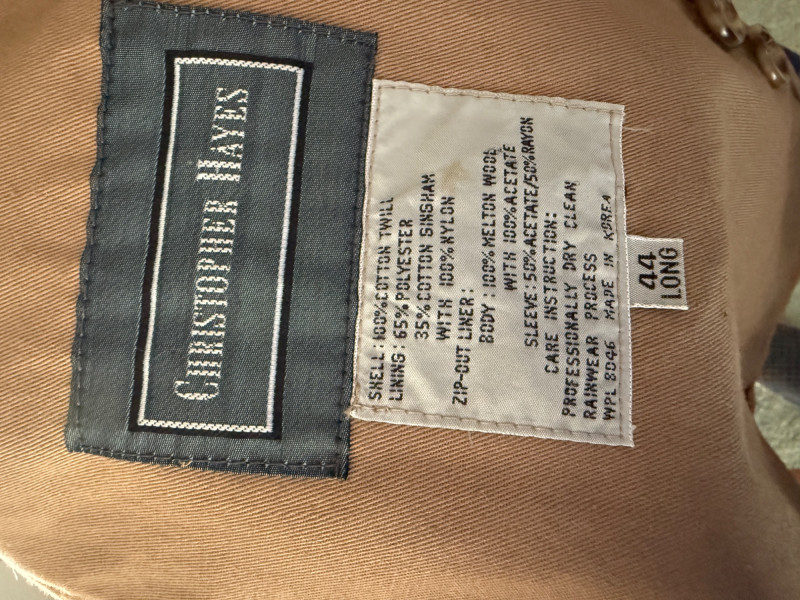 CHRISTOPHER HAYES
SHELL: 100% COTTON TWILL
LINING: 65% POLYESTER
35% COTTON GINGHAM
WITH 100% NYLON
ZIP-OUT LINER:
BODY: 100% MELTON WOOL
WITH 100% ACETATE
SLEEVE: 50% ACETATE/50% RAYON
CARE INSTRUCTION:
PROFESSIONALLY DRY CLEAN
RAINWEAR PROCESS
WPL 8046 MADE IN KOREA
44
LONG